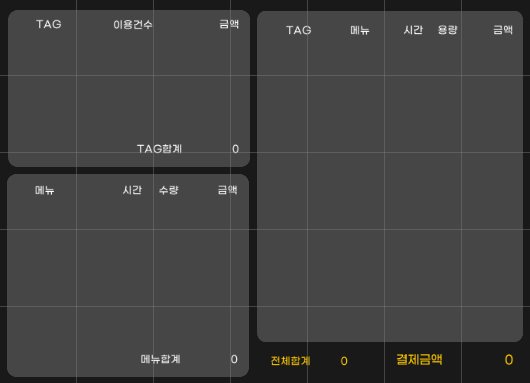 TAG 이용건수 금액
TAG합계 0
메뉴 시간 수량 금액
메뉴합계 0
TAG 메뉴 시간 용량 금액
전체합계 0 결제금액 0